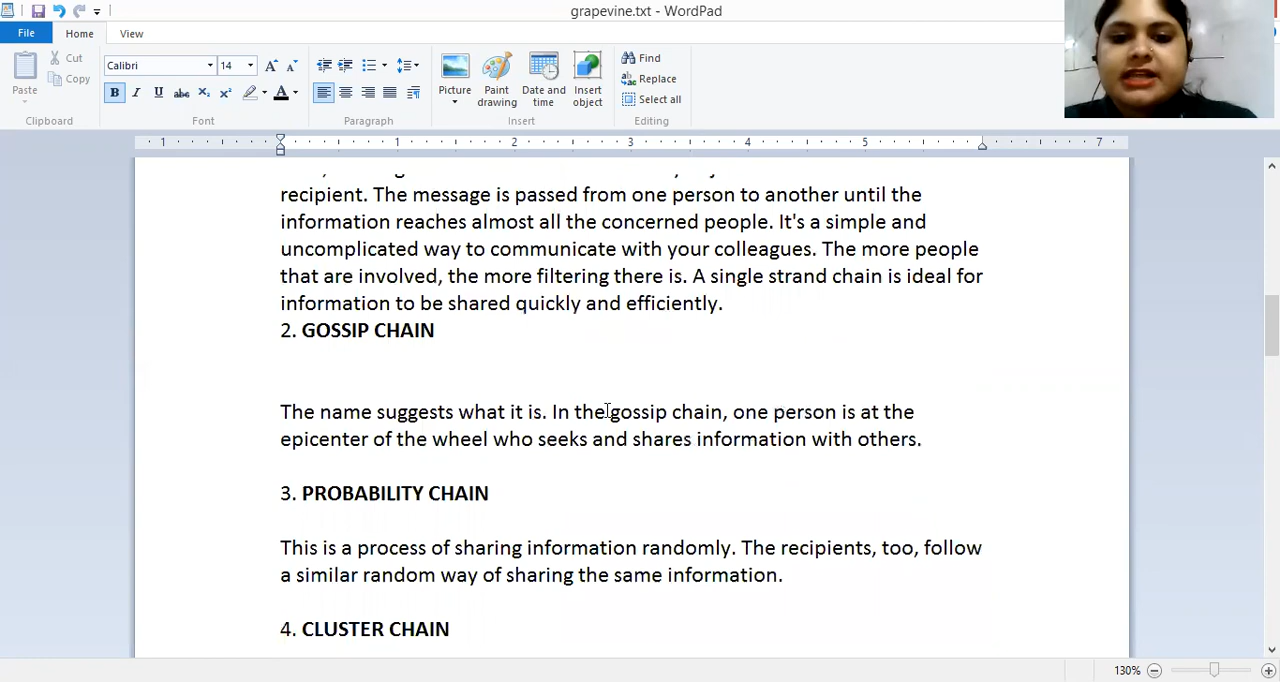 grapevine.txt - WordPad
File Home View
Paste
Cut
Copy
Clipboard
Calibri 14
Font
Paragraph
Picture
Paint drawing
Date and time
Insert object
Insert
Find
Replace
Select all
Editing
1 1 2 3 4 5 7
recipient. The message is passed from one person to another until the
information reaches almost all the concerned people. It's a simple and
uncomplicated way to communicate with your colleagues. The more people
that are involved, the more filtering there is. A single strand chain is ideal for
information to be shared quickly and efficiently.
2. GOSSIP CHAIN
The name suggests what it is. In the gossip chain, one person is at the
epicenter of the wheel who seeks and shares information with others.
3. PROBABILITY CHAIN
This is a process of sharing information randomly. The recipients, too, follow
a similar random way of sharing the same information.
4. CLUSTER CHAIN
130%